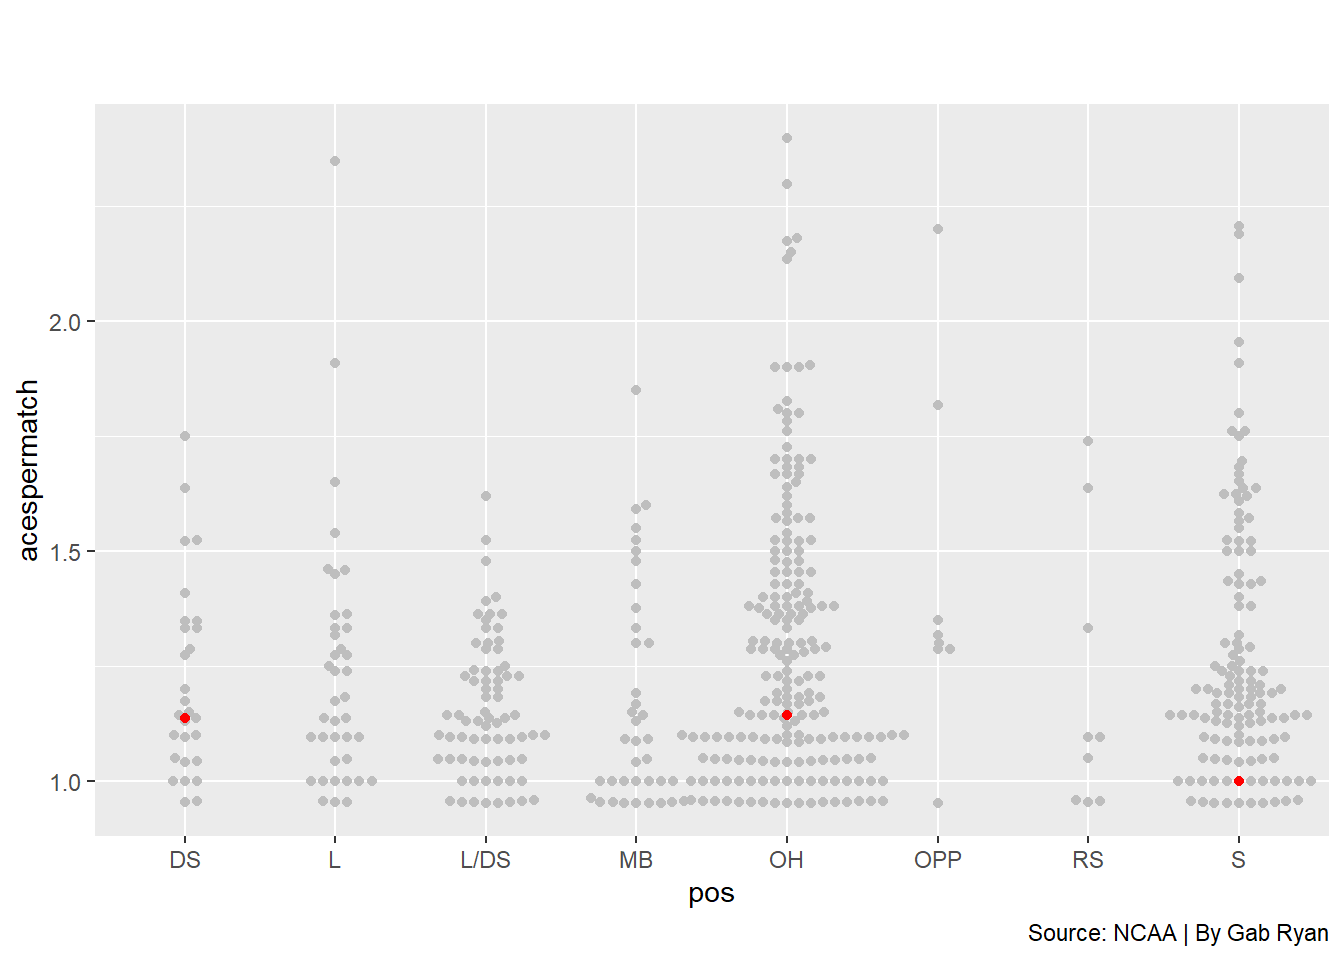 acespermatch
2.0
1.5
1.0
DS L L/DS MB OH OPP RS S
pos
Source: NCAA | By Gab Ryan